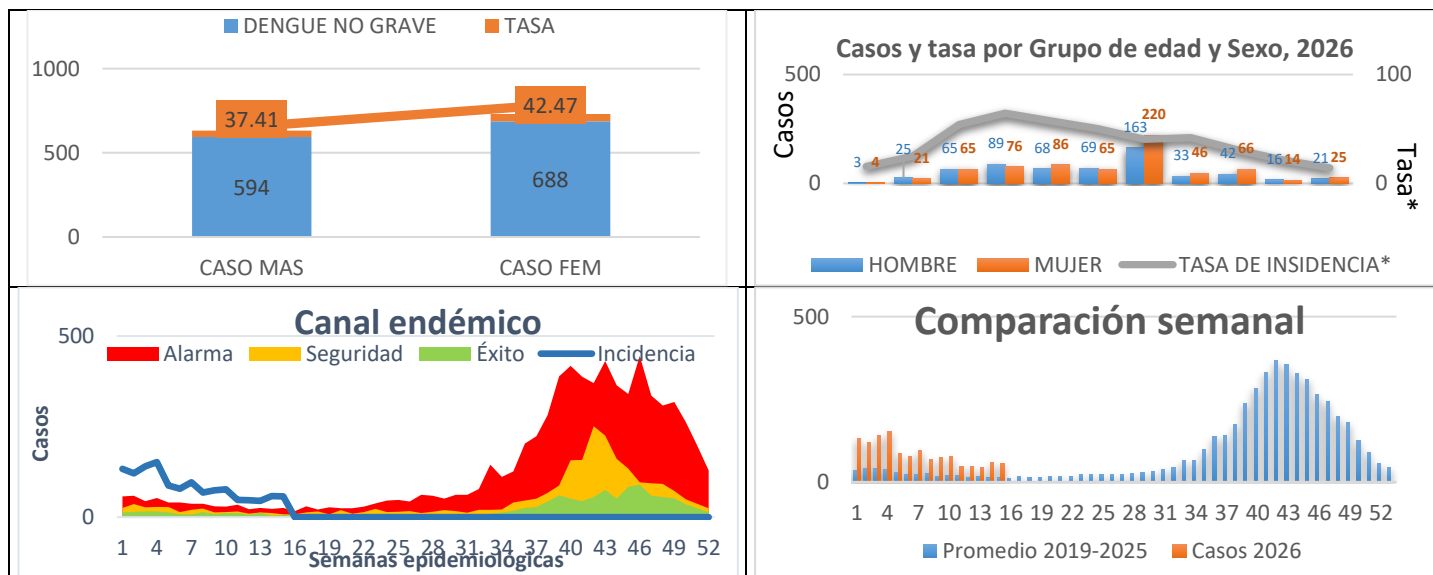 DENGUE NO GRAVE TASA
1000
500
0
37.41
42.47
594
688
CASO MAS CASO FEM
Casos y tasa por Grupo de edad y Sexo, 2026
500
0
Casos
100
0
Tasa*
3 4 25 21 65 65 89 76 68 86 69 65 163 220 33 46 42 66 16 14 21 25
HOMBRE MUJER TASA DE INSIDENCIA*
Canal endémico
Alarma Seguridad Éxito Incidencia
500
0
Casos
1 4 7 10 13 16 19 22 25 28 31 34 37 40 43 46 49 52
Semanas epidemiológicas
Comparación semanal
500
0
1 4 7 10 13 16 19 22 25 28 31 34 37 40 43 46 49 52
Promedio 2019-2025 Casos 2026